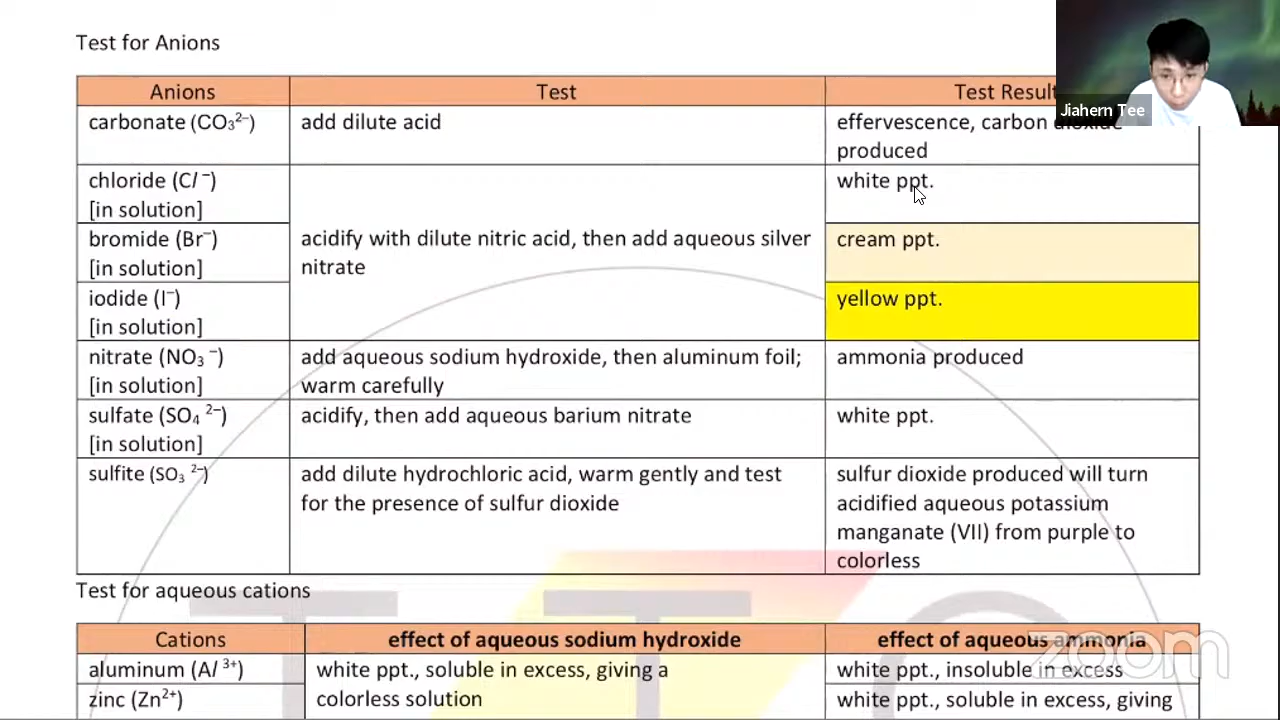 Test for Anions
Anions Test Result
Jiahern Tee
carbonate (CO₃²⁻) add dilute acid effervescence, carbon dioxide
produced
chloride (Cl⁻) white ppt.
[in solution]
bromide (Br⁻) acidify with dilute nitric acid, then add aqueous silver cream ppt.
[in solution] nitrate
iodide (I⁻) yellow ppt.
[in solution]
nitrate (NO₃⁻) add aqueous sodium hydroxide, then aluminum foil; ammonia produced
[in solution] warm carefully
sulfate (SO₄²⁻) acidify, then add aqueous barium nitrate white ppt.
[in solution]
sulfite (SO₃²⁻) add dilute hydrochloric acid, warm gently and test sulfur dioxide produced will turn
for the presence of sulfur dioxide acidified aqueous potassium
manganate (VII) from purple to
colorless
Test for aqueous cations
Cations effect of aqueous sodium hydroxide effect of aqueous ammonia
zoom
aluminum (Al³⁺) white ppt., soluble in excess, giving a white ppt., insoluble in excess
zinc (Zn²⁺) colorless solution white ppt., soluble in excess, giving